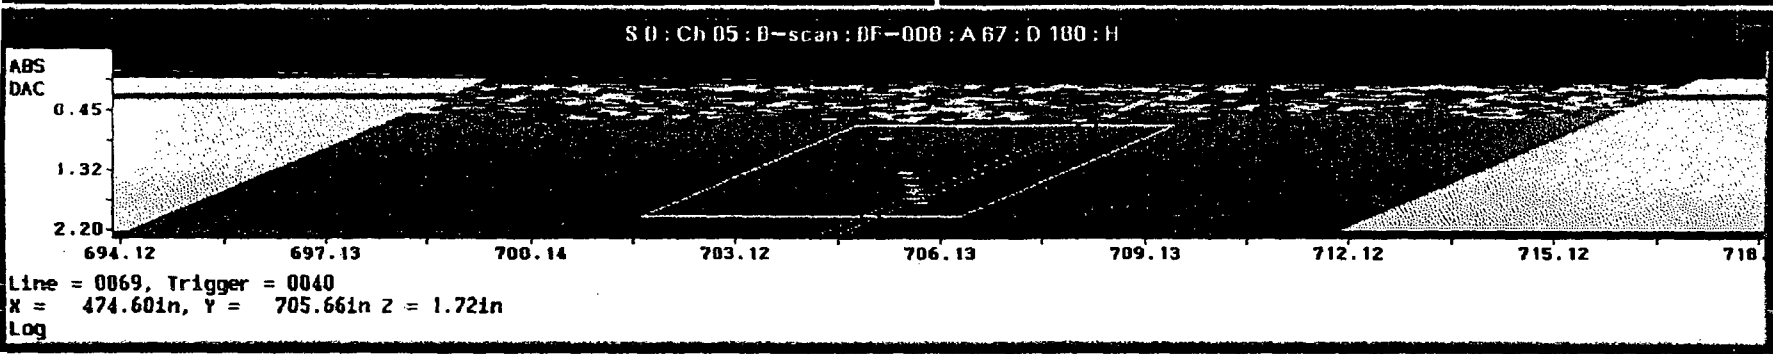 S 0 : Ch 05 : B-scan : BF-008 : A 67 : D 180 : H
ABS
DAC
0.45
1.32
2.20
694.12 697.13 700.14 703.12 706.13 709.13 712.12 715.12 718.
Line = 0069, Trigger = 0040
X = 474.60in, Y = 705.66in Z = 1.72in
Log